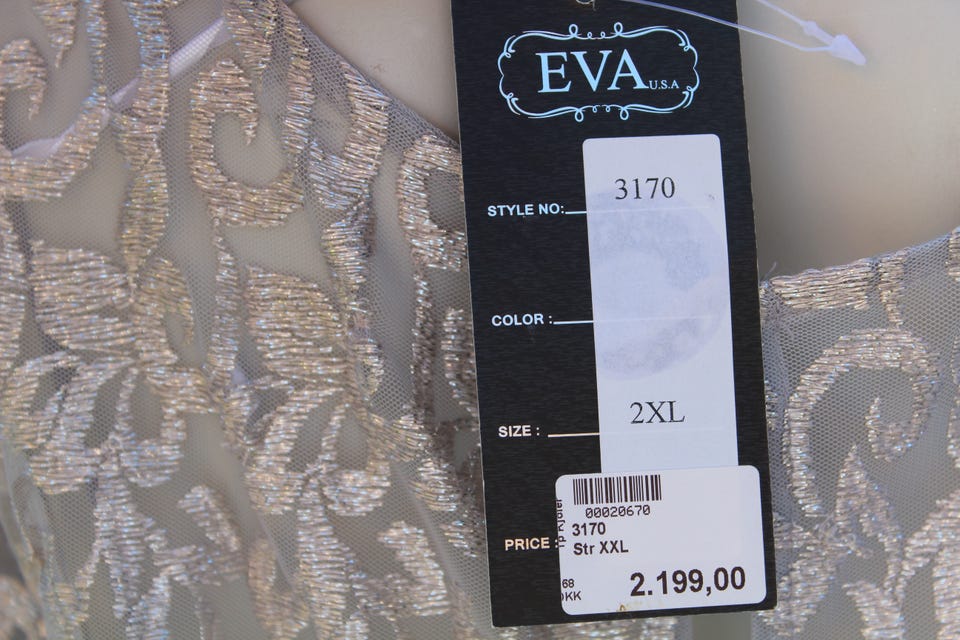 EVA U.S.A
STYLE NO: 3170
COLOR :
SIZE : 2XL
PRICE :
00020670
3170
Str XXL
68
DKK
2.199,00